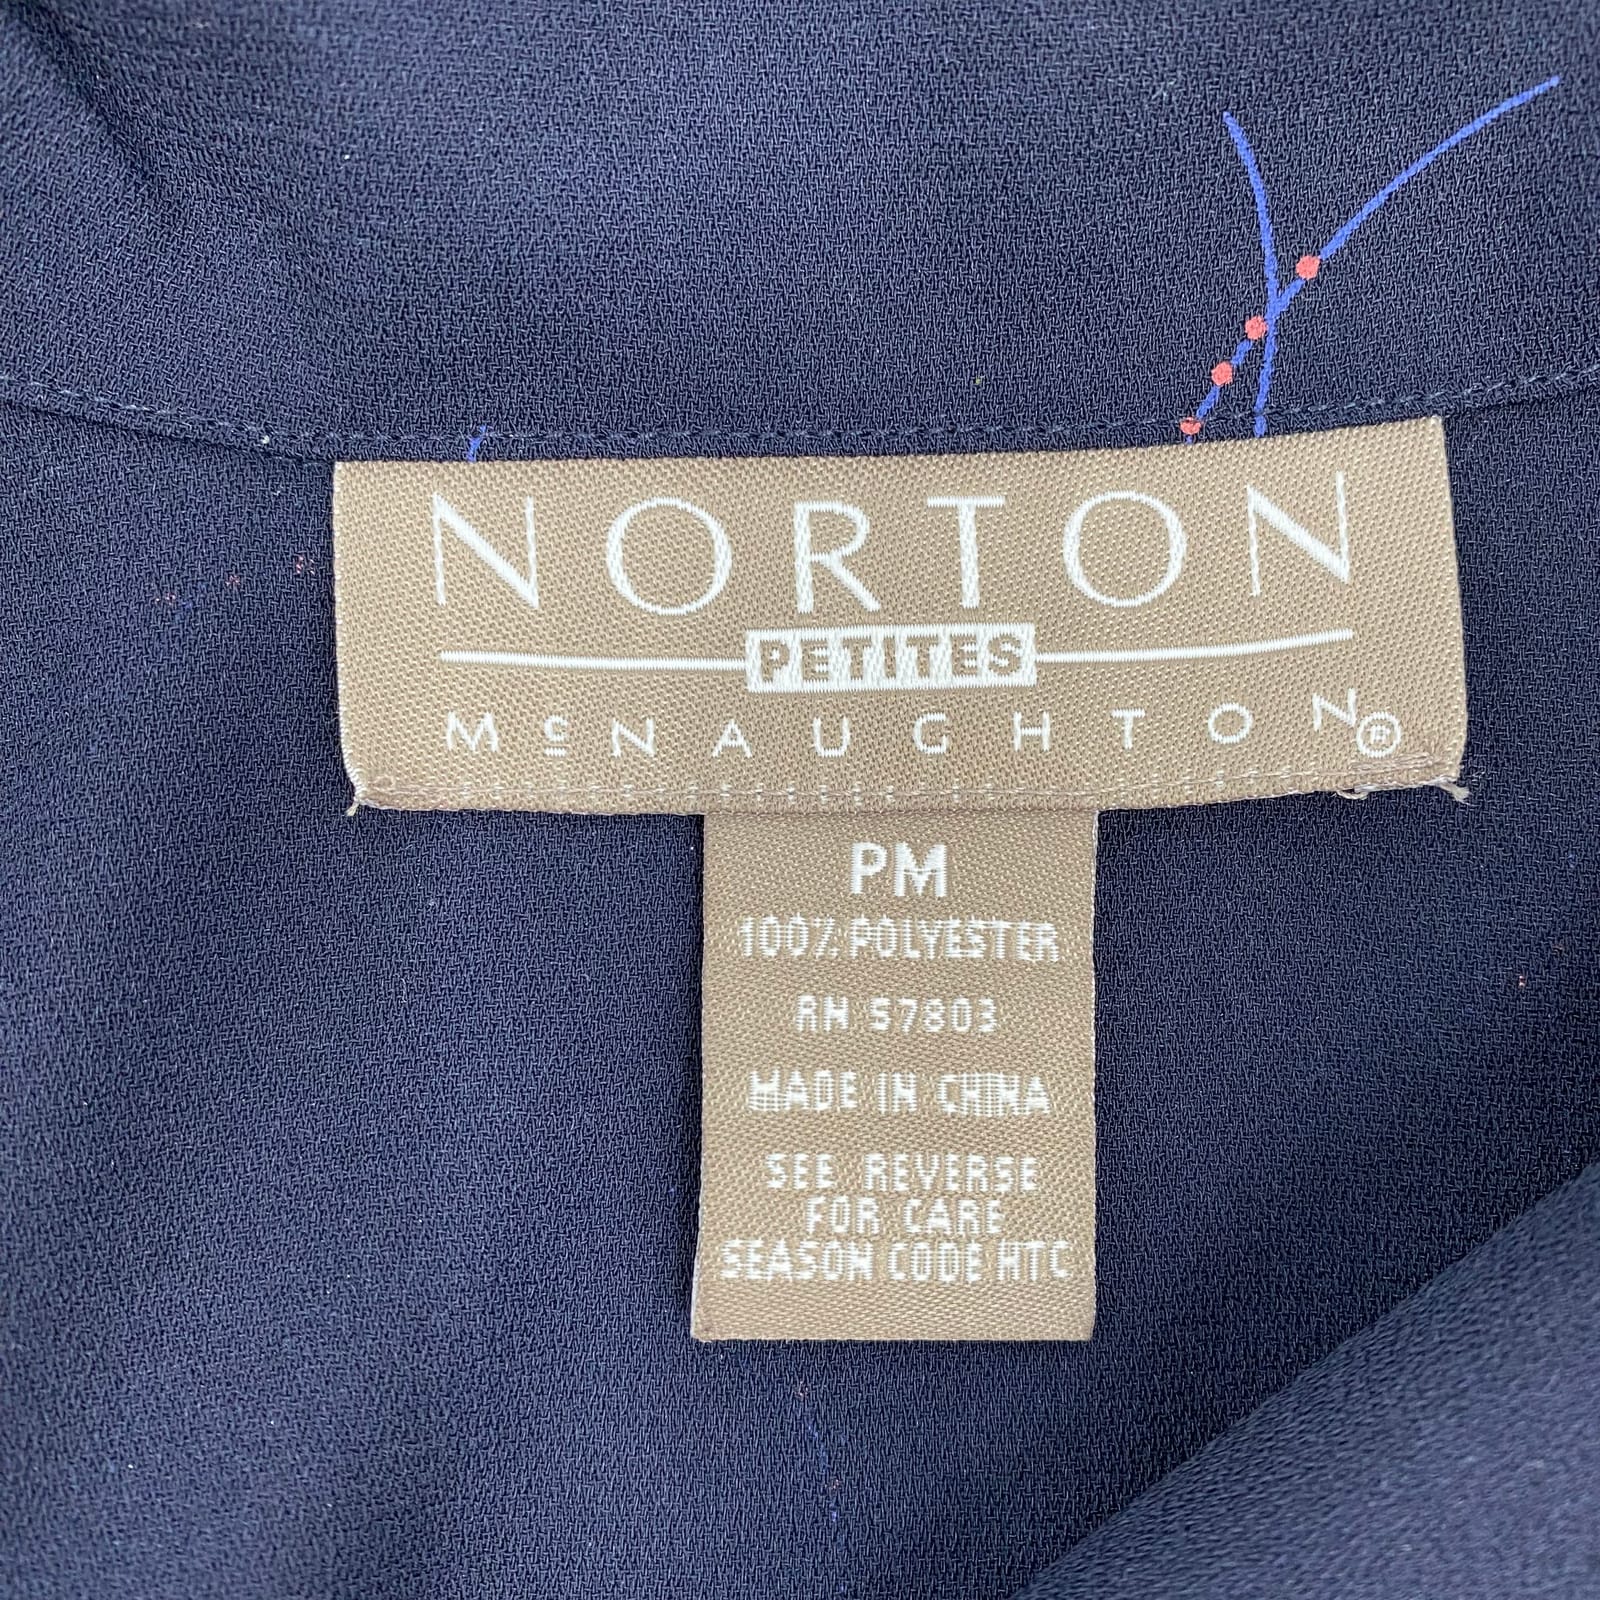 NORTON
PETITES
McNAUGHTON®
PM
100% POLYESTER
RN 57803
MADE IN CHINA
SEE REVERSE
FOR CARE
SEASON CODE HTC